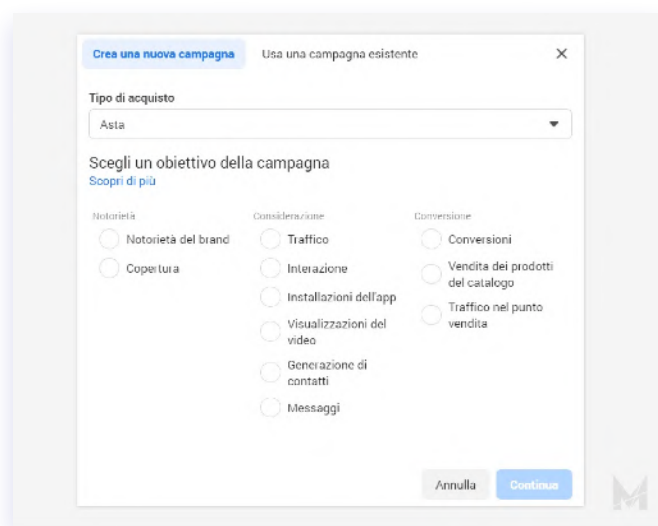 Crea una nuova campagna
Usa una campagna esistente
Tipo di acquisto
Asta
Scegli un obiettivo della campagna
Scopri di più
Notorietà
Notorietà del brand
Copertura
Considerazione
Traffico
Interazione
Installazioni dell'app
Visualizzazioni del
video
Generazione di
contatti
Messaggi
Conversione
Conversioni
Vendita dei prodotti
del catalogo
Traffico nel punto
vendita
Annulla
Continua